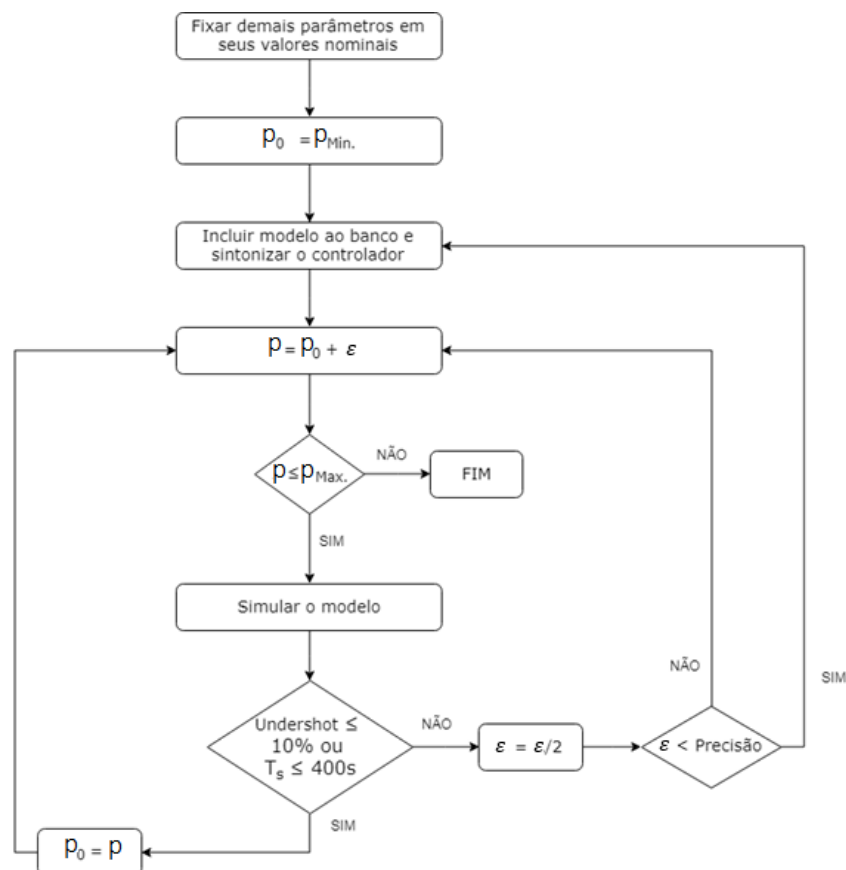 Fixar demais parâmetros em
seus valores nominais
p₀ = pMin.
Incluir modelo ao banco e
sintonizar o controlador
p = p₀ + ε
p ≤ pMax.
NÃO
FIM
SIM
Simular o modelo
Undershot ≤
10% ou
Tₛ ≤ 400s
NÃO
ε = ε/2
ε < Precisão
NÃO
SIM
SIM
p₀ = p